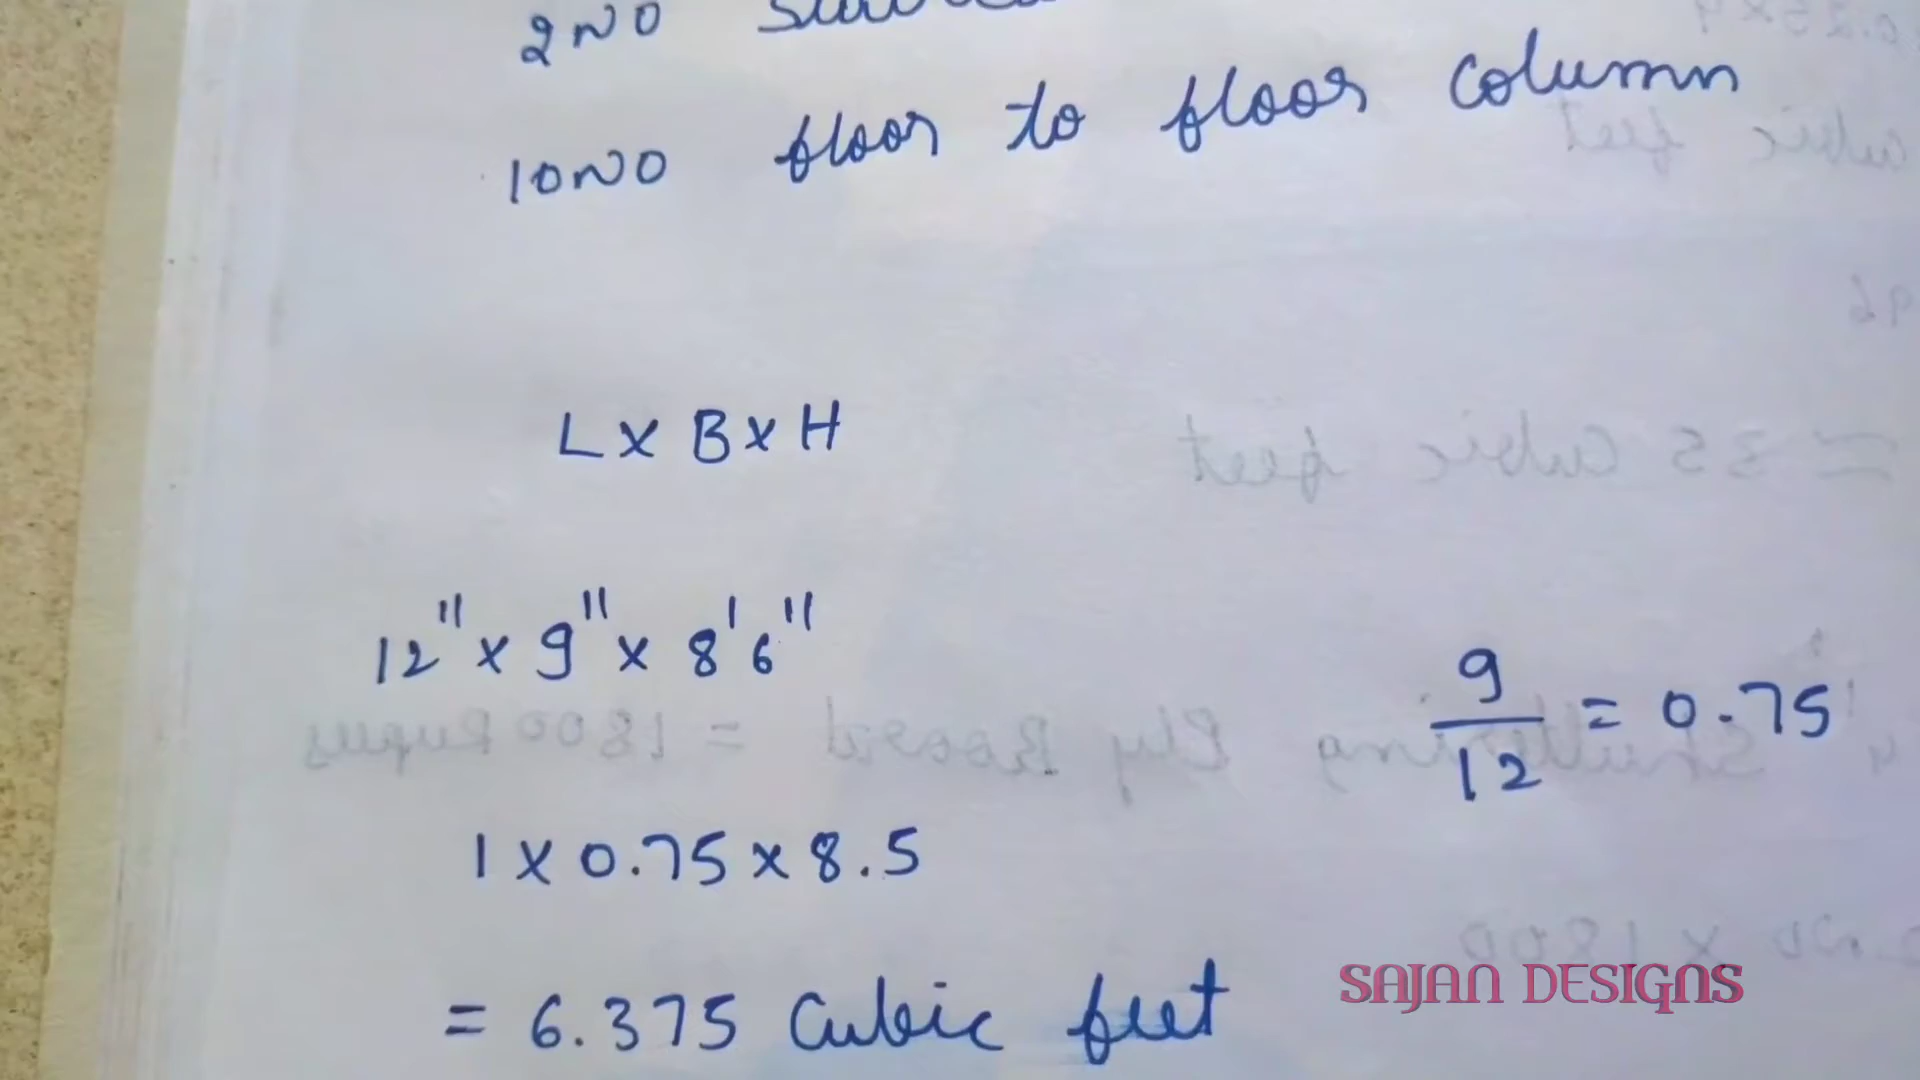 2NO
10NO floor to floor column
L x B x H
12" x 9" x 8'6"
9/12 = 0.75
1 x 0.75 x 8.5
= 6.375 Cubic feet
SAJAN DESIGNS